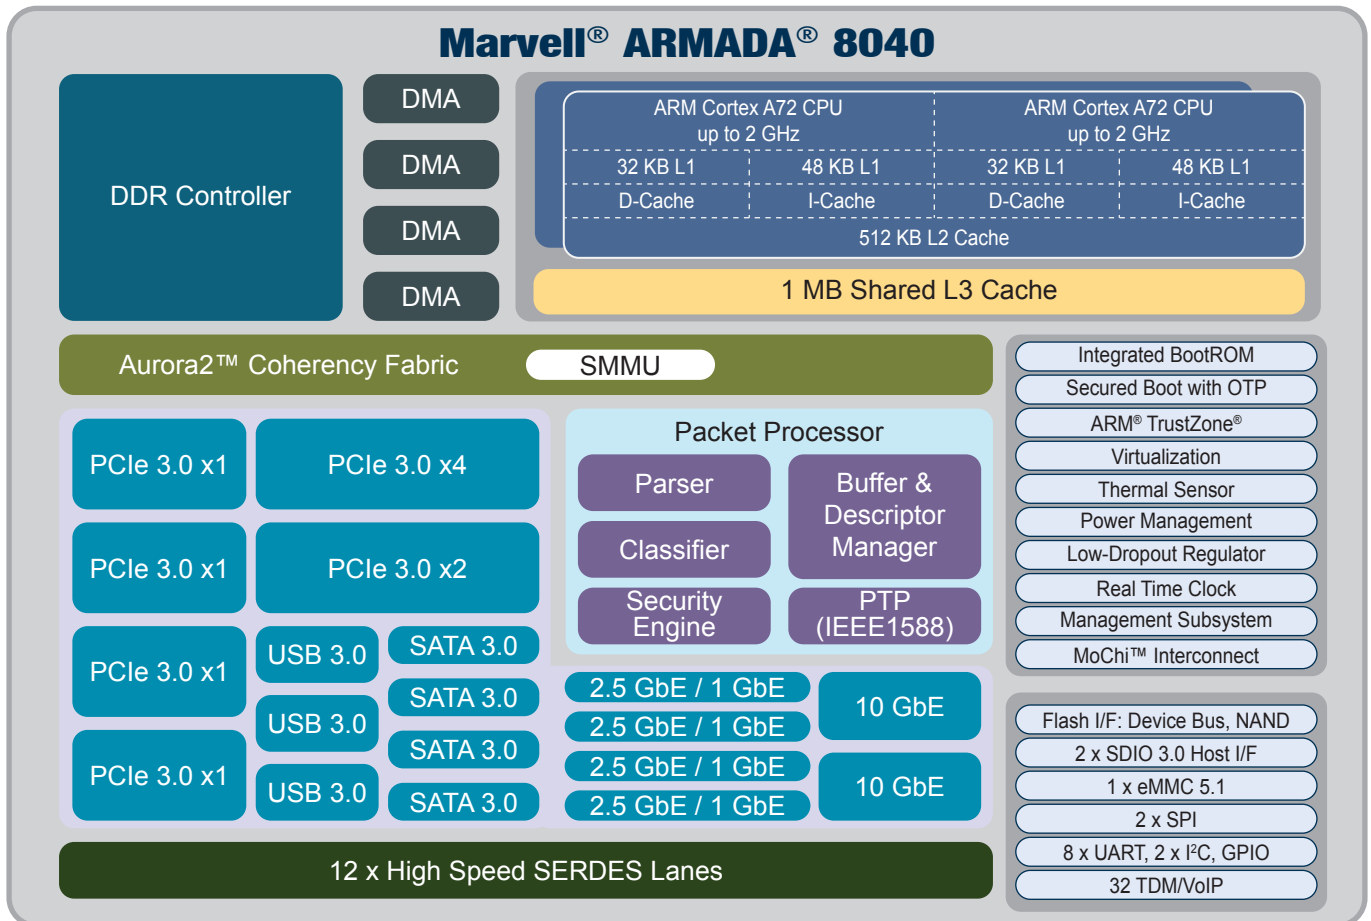 Marvell® ARMADA® 8040
DDR Controller
DMA
DMA
DMA
DMA
ARM Cortex A72 CPU
up to 2 GHz
32 KB L1
48 KB L1
D-Cache
I-Cache
ARM Cortex A72 CPU
up to 2 GHz
32 KB L1
48 KB L1
D-Cache
I-Cache
512 KB L2 Cache
1 MB Shared L3 Cache
Aurora2™ Coherency Fabric
SMMU
PCIe 3.0 x1
PCIe 3.0 x4
PCIe 3.0 x1
PCIe 3.0 x2
PCIe 3.0 x1
PCIe 3.0 x1
USB 3.0
USB 3.0
USB 3.0
SATA 3.0
SATA 3.0
SATA 3.0
SATA 3.0
Packet Processor
Parser
Classifier
Security
Engine
Buffer &
Descriptor
Manager
PTP
(IEEE1588)
2.5 GbE / 1 GbE
2.5 GbE / 1 GbE
2.5 GbE / 1 GbE
2.5 GbE / 1 GbE
10 GbE
10 GbE
12 x High Speed SERDES Lanes
Integrated BootROM
Secured Boot with OTP
ARM® TrustZone®
Virtualization
Thermal Sensor
Power Management
Low-Dropout Regulator
Real Time Clock
Management Subsystem
MoChi™ Interconnect
Flash I/F: Device Bus, NAND
2 x SDIO 3.0 Host I/F
1 x eMMC 5.1
2 x SPI
8 x UART, 2 x I²C, GPIO
32 TDM/VoIP